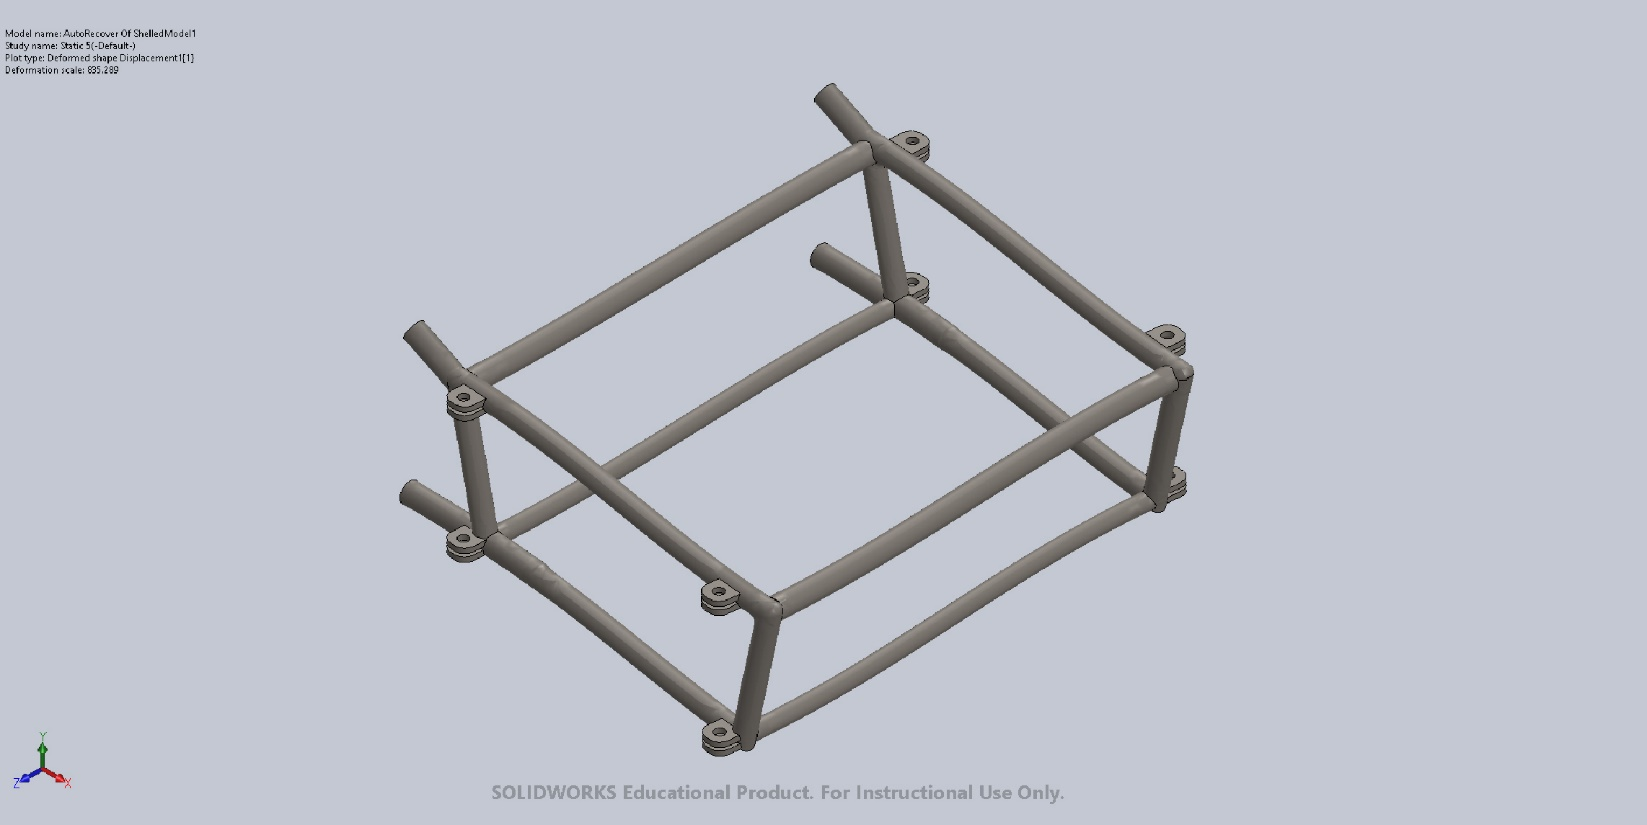 Model name: AutoRecover Of ShelledModel1
Study name: Static 5(-Default-)
Plot type: Deformed shape Displacement1[1]
Deformation scale: 835.289
Y
Z
X
SOLIDWORKS Educational Product. For Instructional Use Only.